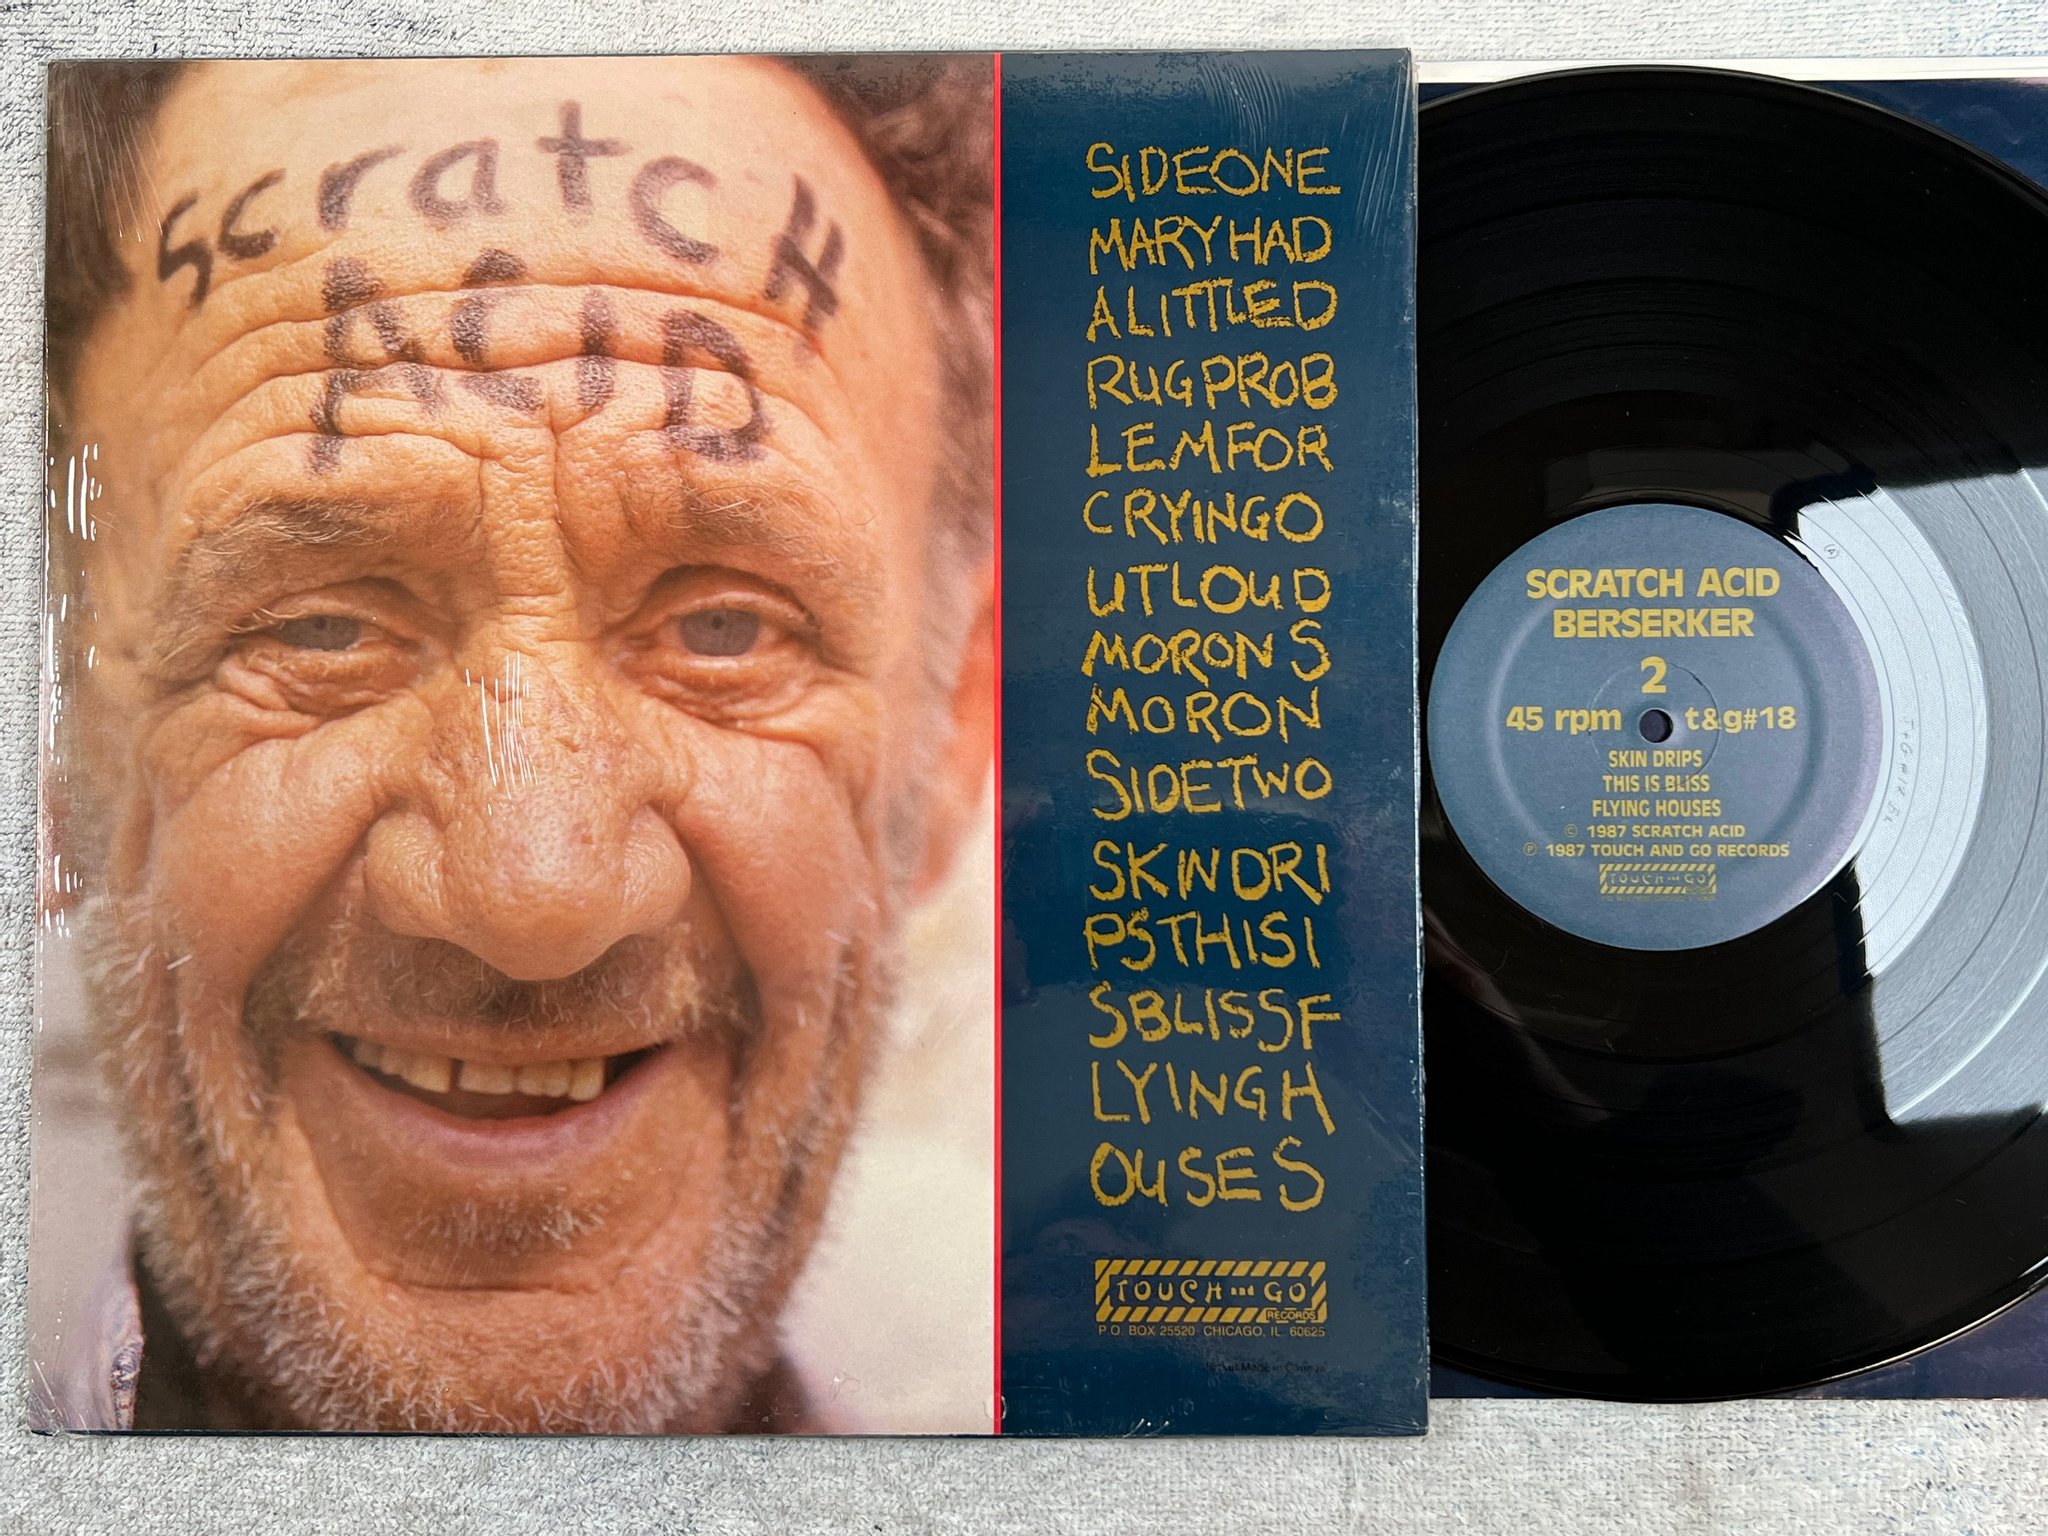 Scratch
ACID
SIDEONE
MARYHAD
ALITTLED
RUGPROB
LEMFOR
CRYINGO
UTLOUD
MORONS
MORON
SIDETWO
SKINDRI
PSTHISI
SBLISSF
LYINGH
OUSES
TOUCH AND GO
RECORDS
P.O. BOX 25520 CHICAGO, IL 60625
SCRATCH ACID
BERSERKER
2
45 rpm t&g#18
SKIN DRIPS
THIS IS BLISS
FLYING HOUSES
© 1987 SCRATCH ACID
℗ 1987 TOUCH AND GO RECORDS
TOUCH AND GO